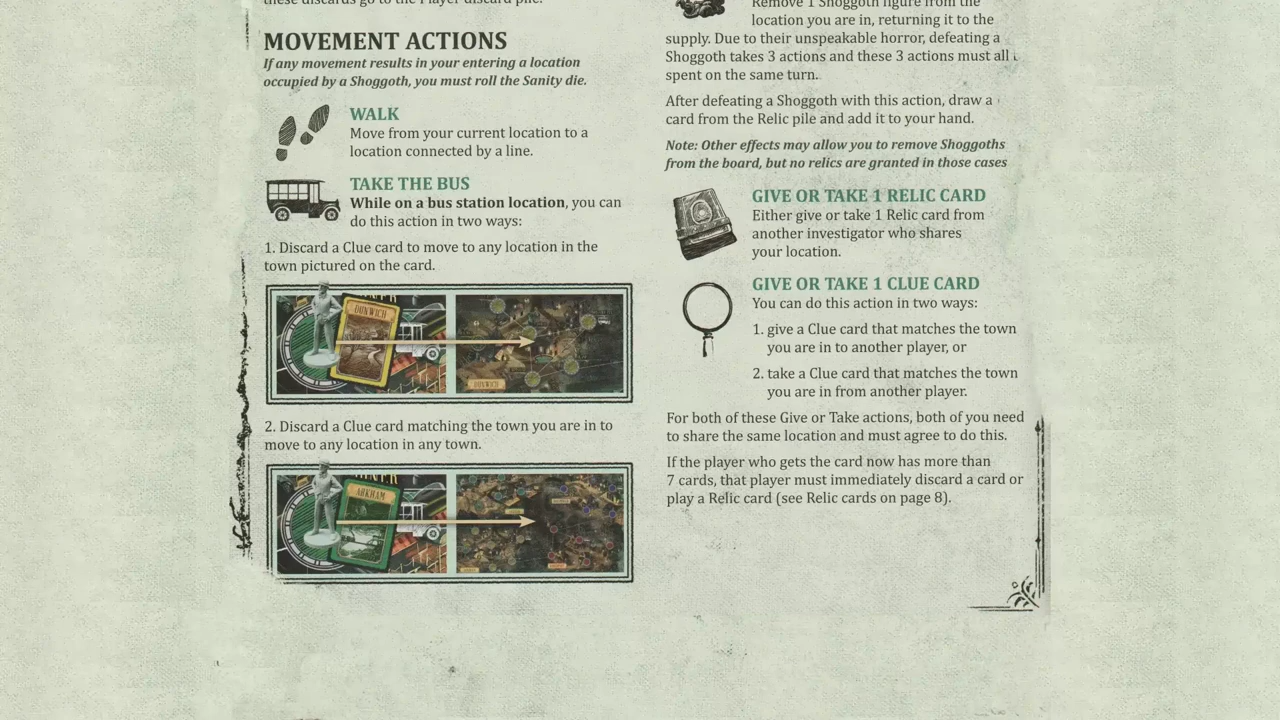 these discards go to the Player discard pile.
MOVEMENT ACTIONS
If any movement results in your entering a location
occupied by a Shoggoth, you must roll the Sanity die.
WALK
Move from your current location to a
location connected by a line.
TAKE THE BUS
While on a bus station location, you can
do this action in two ways:
1. Discard a Clue card to move to any location in the
town pictured on the card.
DUNWICH
DUNWICH
2. Discard a Clue card matching the town you are in to
move to any location in any town.
ARKHAM
Remove 1 Shoggoth figure from the
location you are in, returning it to the
supply. Due to their unspeakable horror, defeating a
Shoggoth takes 3 actions and these 3 actions must all
spent on the same turn.
After defeating a Shoggoth with this action, draw a
card from the Relic pile and add it to your hand.
Note: Other effects may allow you to remove Shoggoths
from the board, but no relics are granted in those cases
GIVE OR TAKE 1 RELIC CARD
Either give or take 1 Relic card from
another investigator who shares
your location.
GIVE OR TAKE 1 CLUE CARD
You can do this action in two ways:
1. give a Clue card that matches the town
you are in to another player, or
2. take a Clue card that matches the town
you are in from another player.
For both of these Give or Take actions, both of you need
to share the same location and must agree to do this.
If the player who gets the card now has more than
7 cards, that player must immediately discard a card or
play a Relic card (see Relic cards on page 8).